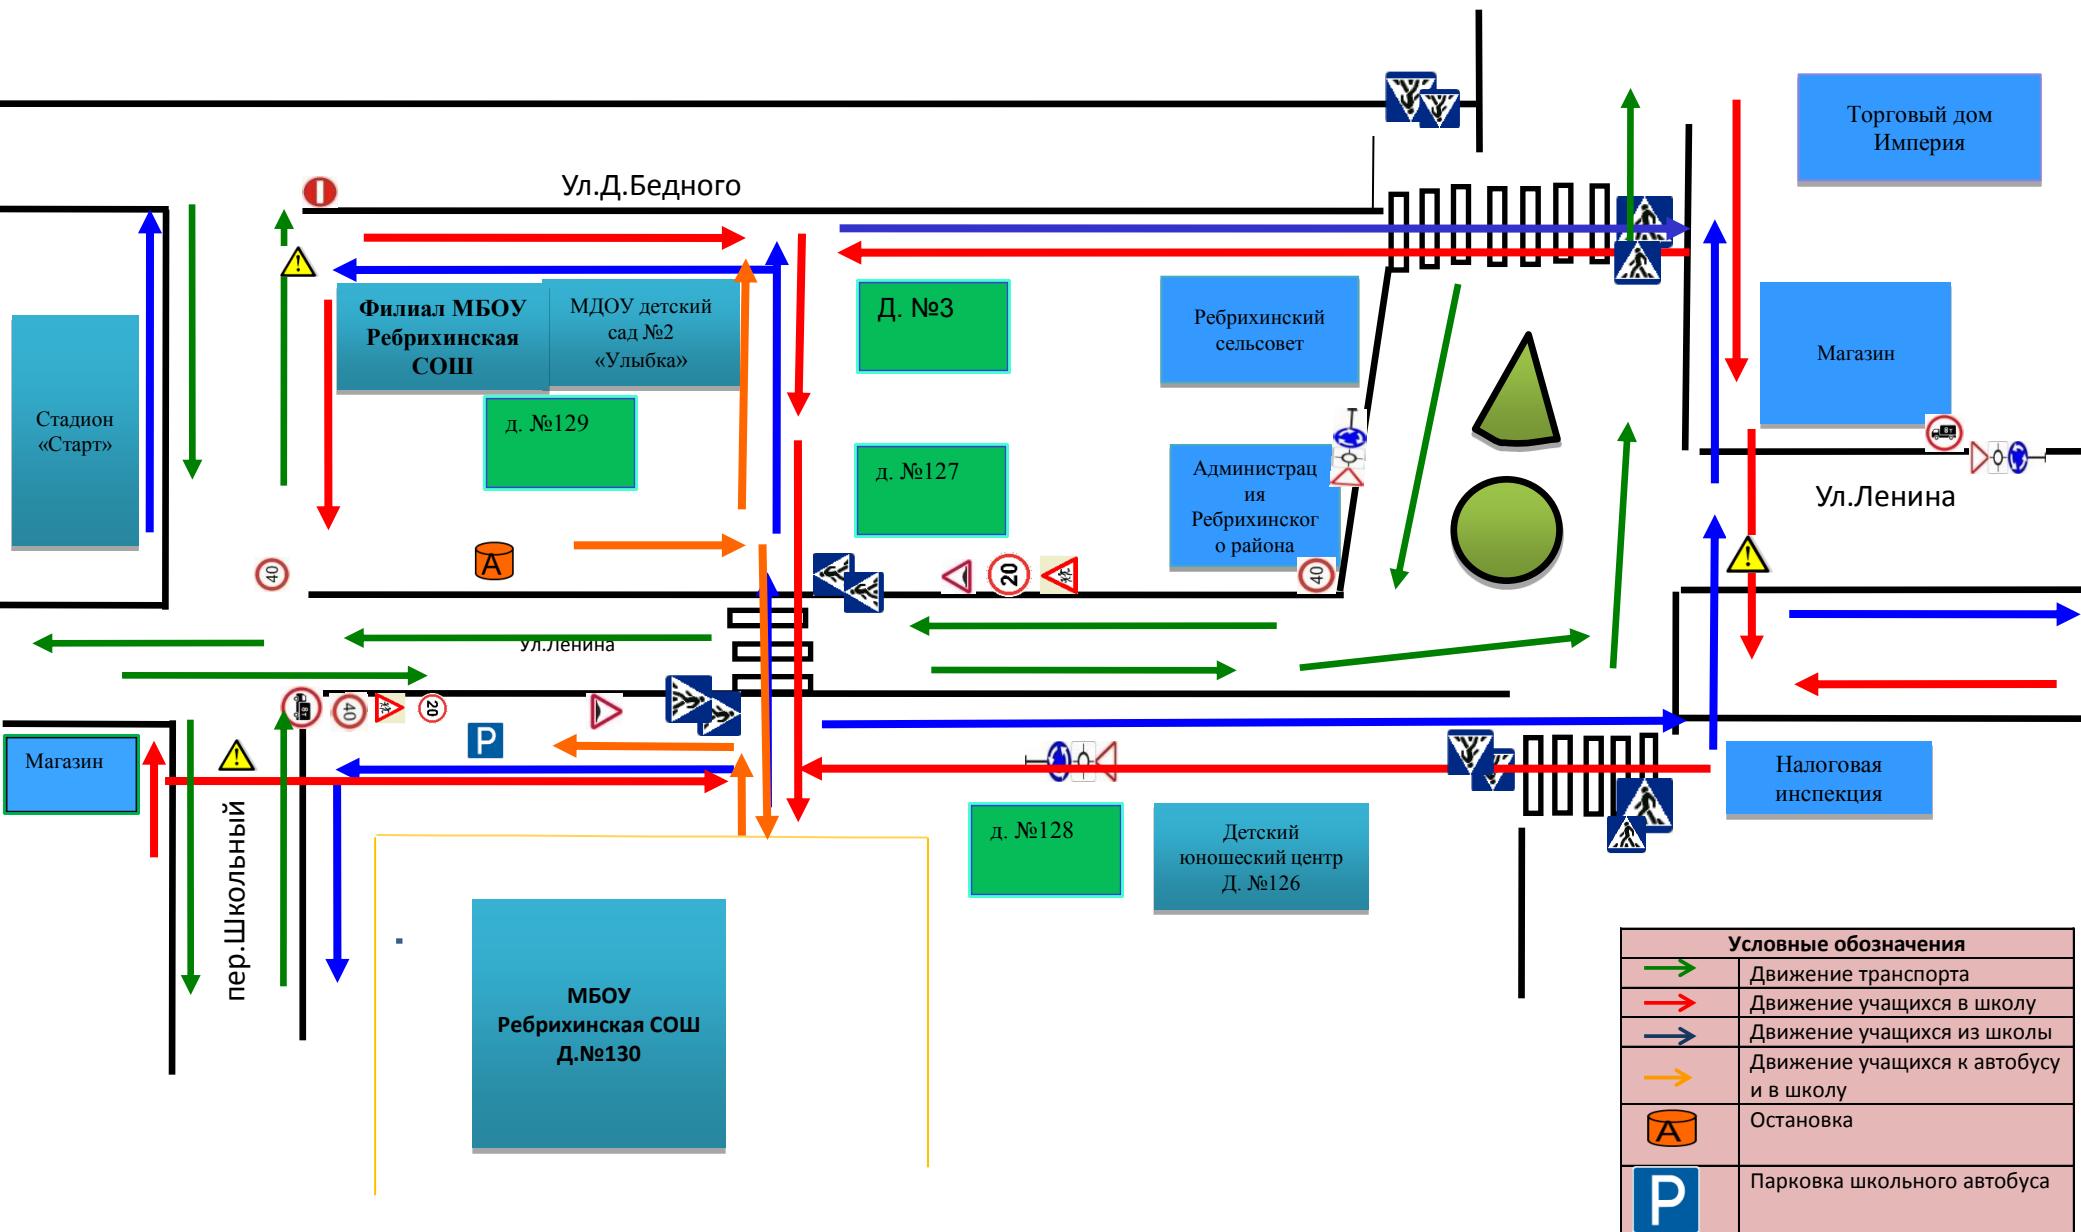 Торговый дом
Империя
Ул.Д.Бедного
Филиал МБОУ
Ребрихинская
СОШ
МДОУ детский
сад №2
«Улыбка»
Д. №3
Ребрихинский
сельсовет
Магазин
Стадион
«Старт»
д. №129
д. №127
Администрац
ия
Ребрихинског
о района
8т
Ул.Ленина
40
А
20
40
Ул.Ленина
8т
40
20
P
Магазин
Налоговая
инспекция
пер.Школьный
д. №128
Детский
юношеский центр
Д. №126
МБОУ
Ребрихинская СОШ
Д.№130
Условные обозначения
Движение транспорта
Движение учащихся в школу
Движение учащихся из школы
Движение учащихся к автобусу
и в школу
А
Остановка
P
Парковка школьного автобуса